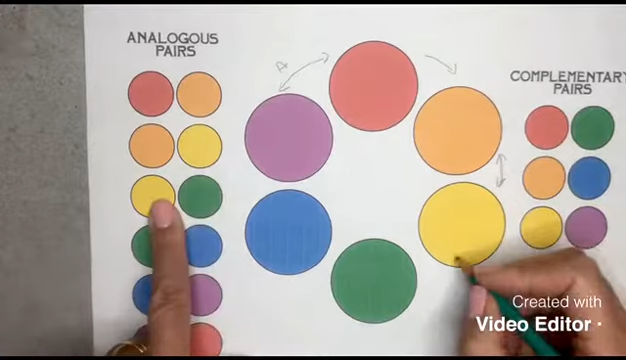 ANALOGOUS
PAIRS
A
COMPLEMENTARY
PAIRS
Created with
Video Editor